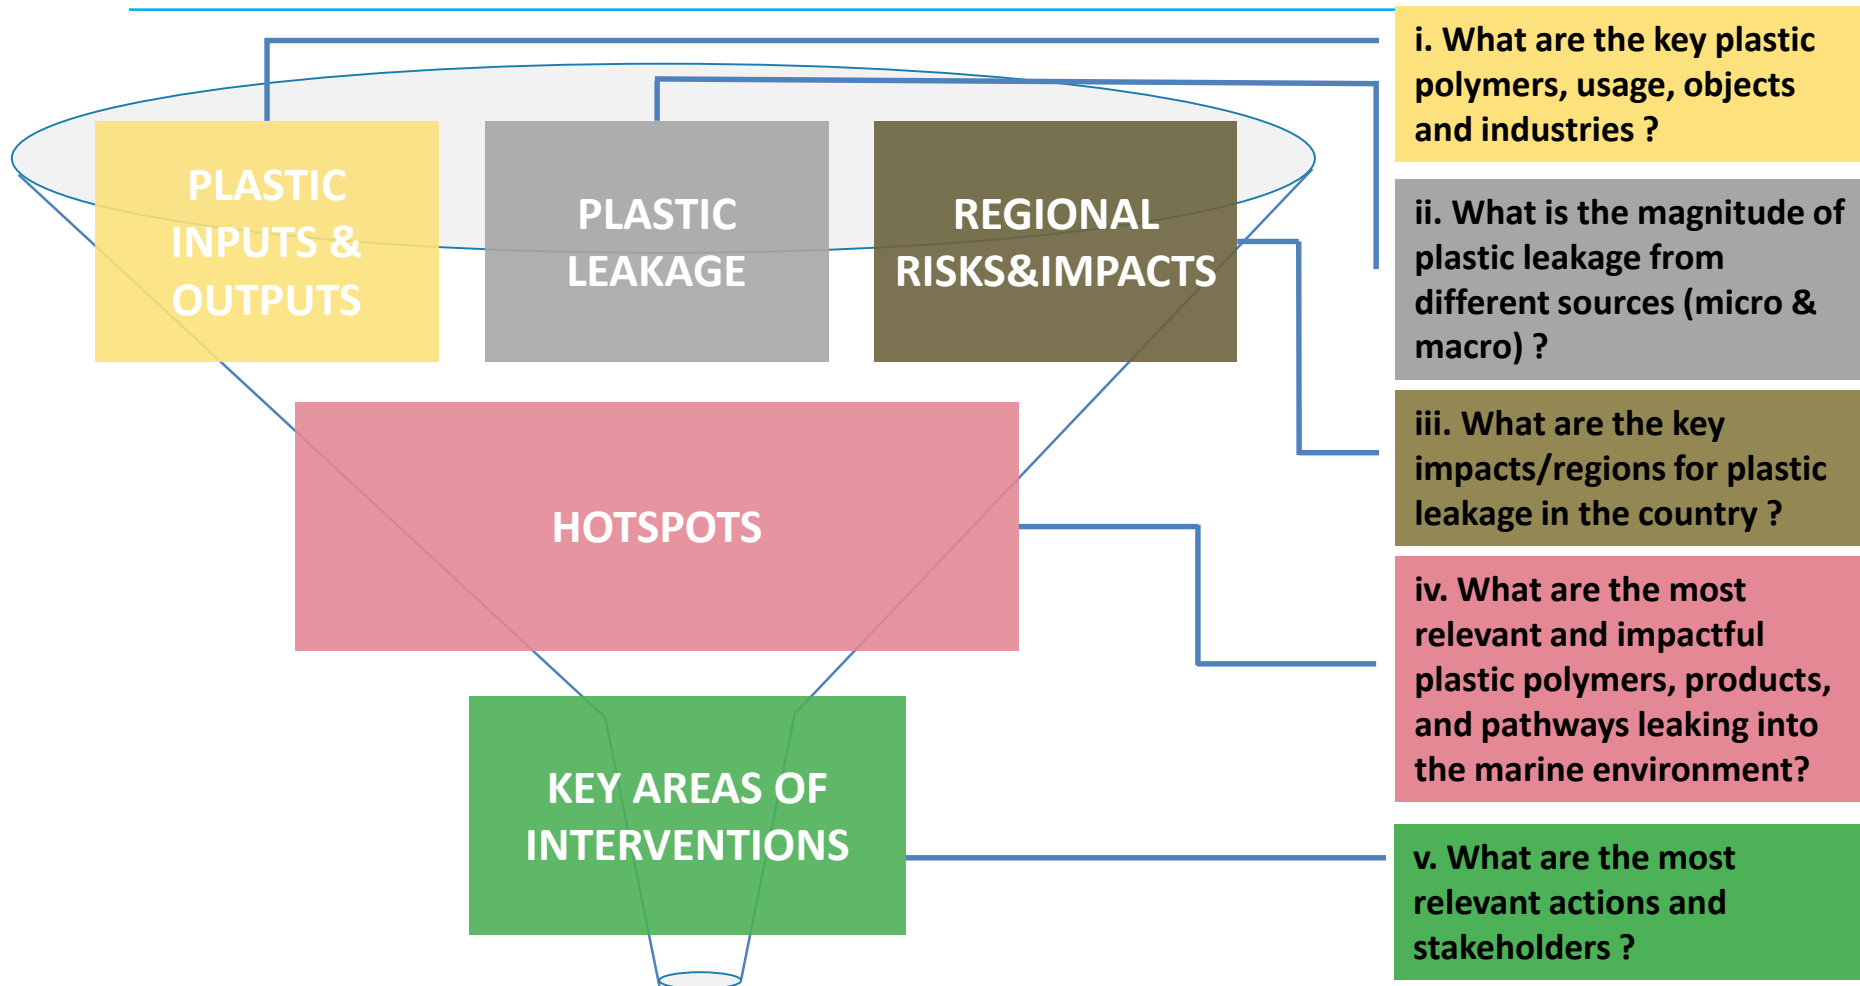 PLASTIC
INPUTS &
OUTPUTS
PLASTIC
LEAKAGE
REGIONAL
RISKS&IMPACTS
HOTSPOTS
KEY AREAS OF
INTERVENTIONS
i. What are the key plastic
polymers, usage, objects
and industries ?
ii. What is the magnitude of
plastic leakage from
different sources (micro &
macro) ?
iii. What are the key
impacts/regions for plastic
leakage in the country ?
iv. What are the most
relevant and impactful
plastic polymers, products,
and pathways leaking into
the marine environment?
v. What are the most
relevant actions and
stakeholders ?